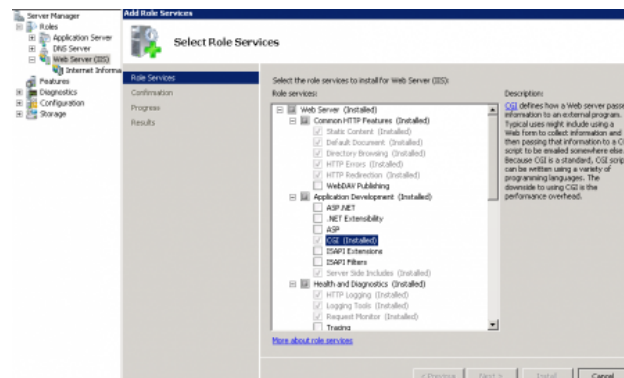 Server Manager
Roles
Application Server
DNS Server
Web Server (IIS)
Internet Informa
Features
Diagnostics
Configuration
Storage
Add Role Services
Select Role Services
Role Services
Confirmation
Progress
Results
Select the role services to install for Web Server (IIS):
Role services:
Web Server (Installed)
Common HTTP Features (Installed)
Static Content (Installed)
Default Document (Installed)
Directory Browsing (Installed)
HTTP Errors (Installed)
HTTP Redirection (Installed)
WebDAV Publishing
Application Development (Installed)
ASP.NET
.NET Extensibility
ASP
CGI (Installed)
ISAPI Extensions
ISAPI Filters
Server Side Includes (Installed)
Health and Diagnostics (Installed)
HTTP Logging (Installed)
Logging Tools (Installed)
Request Monitor (Installed)
Tracing
More about role services
Description:
CGI defines how a Web server passe
information to an external program.
Typical uses might include using a
Web form to collect information and
then passing that information to a CG
script to be emailed somewhere else.
Because CGI is a standard, CGI scrip
can be written using a variety of
programming languages. The
downside to using CGI is the
performance overhead.
< Previous
Next >
Install
Cancel